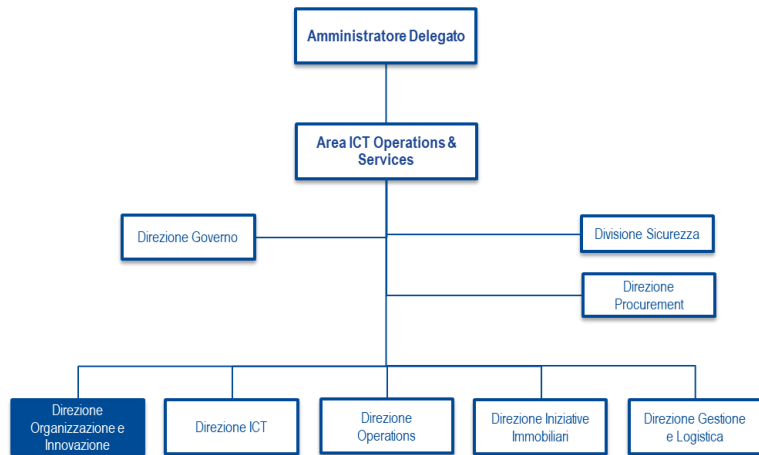 Amministratore Delegato
Area ICT Operations &
Services
Direzione Governo
Divisione Sicurezza
Direzione
Procurement
Direzione
Organizzazione e
Innovazione
Direzione ICT
Direzione
Operations
Direzione Iniziative
Immobiliari
Direzione Gestione
e Logistica